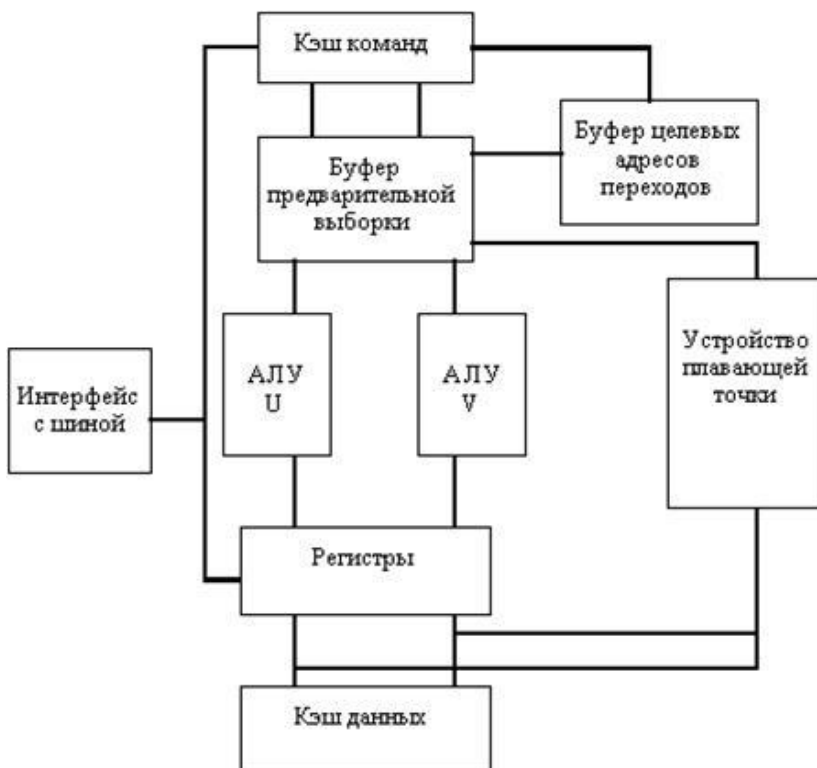 Кэш команд
Буфер целевых
адресов
переходов
Буфер
предварительной
выборки
АЛУ
U
АЛУ
V
Устройство
плавающей
точки
Интерфейс
с шиной
Регистры
Кэш данных